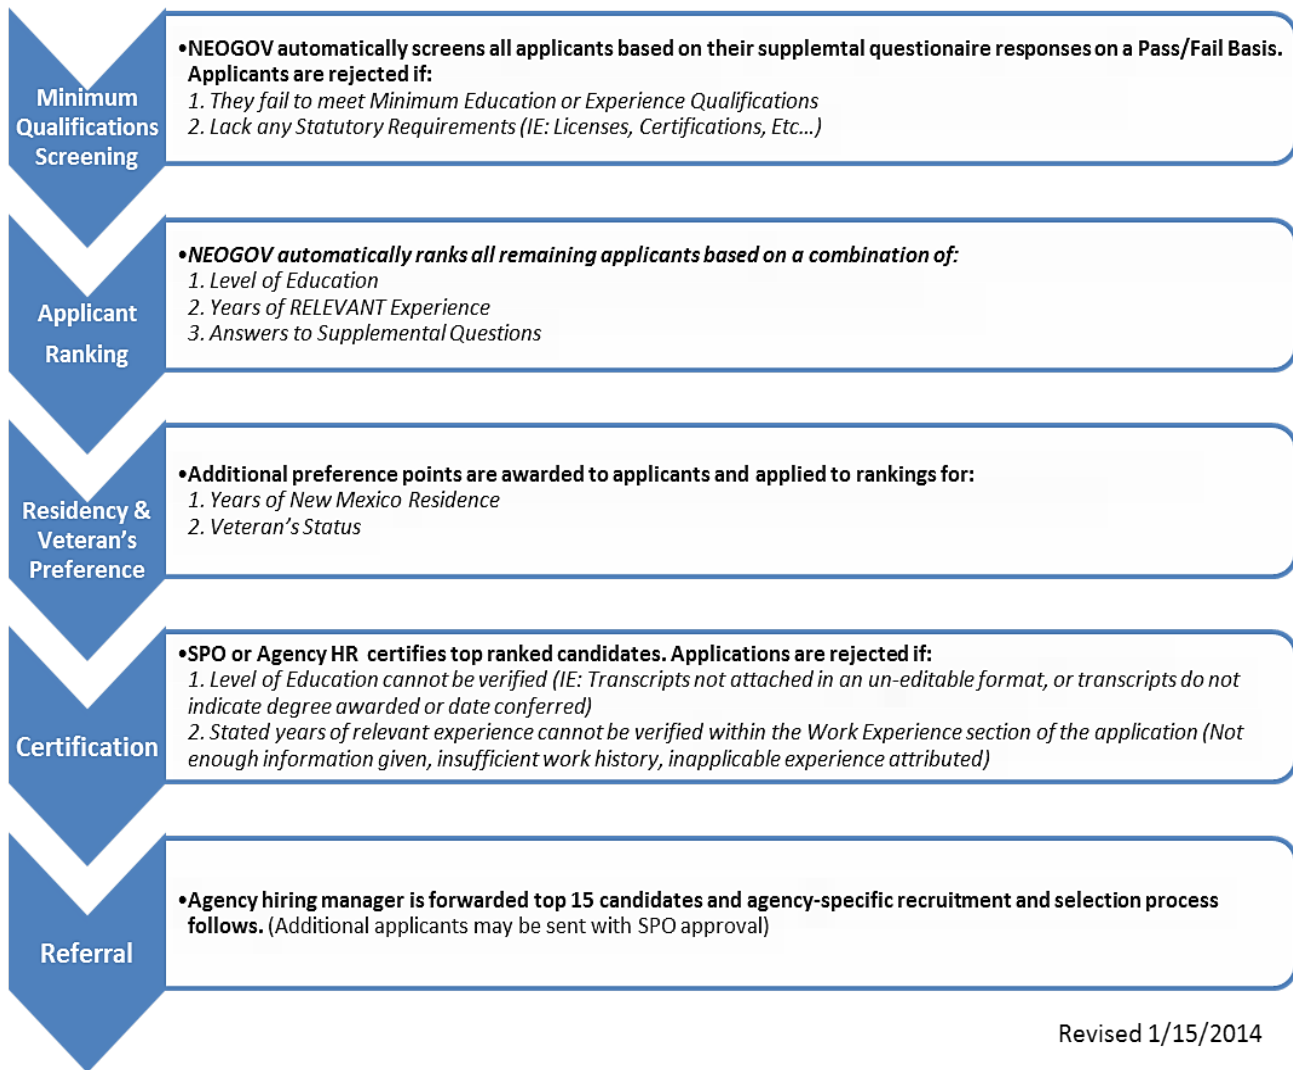 Minimum
Qualifications
Screening
•NEOGOV automatically screens all applicants based on their supplemtal questionaire responses on a Pass/Fail Basis.
Applicants are rejected if:
1. They fail to meet Minimum Education or Experience Qualifications
2. Lack any Statutory Requirements (IE: Licenses, Certifications, Etc…)
Applicant
Ranking
•NEOGOV automatically ranks all remaining applicants based on a combination of:
1. Level of Education
2. Years of RELEVANT Experience
3. Answers to Supplemental Questions
Residency &
Veteran’s
Preference
•Additional preference points are awarded to applicants and applied to rankings for:
1. Years of New Mexico Residence
2. Veteran’s Status
Certification
•SPO or Agency HR certifies top ranked candidates. Applications are rejected if:
1. Level of Education cannot be verified (IE: Transcripts not attached in an un-editable format, or transcripts do not
indicate degree awarded or date conferred)
2. Stated years of relevant experience cannot be verified within the Work Experience section of the application (Not
enough information given, insufficient work history, inapplicable experience attributed)
Referral
•Agency hiring manager is forwarded top 15 candidates and agency-specific recruitment and selection process
follows. (Additional applicants may be sent with SPO approval)
Revised 1/15/2014